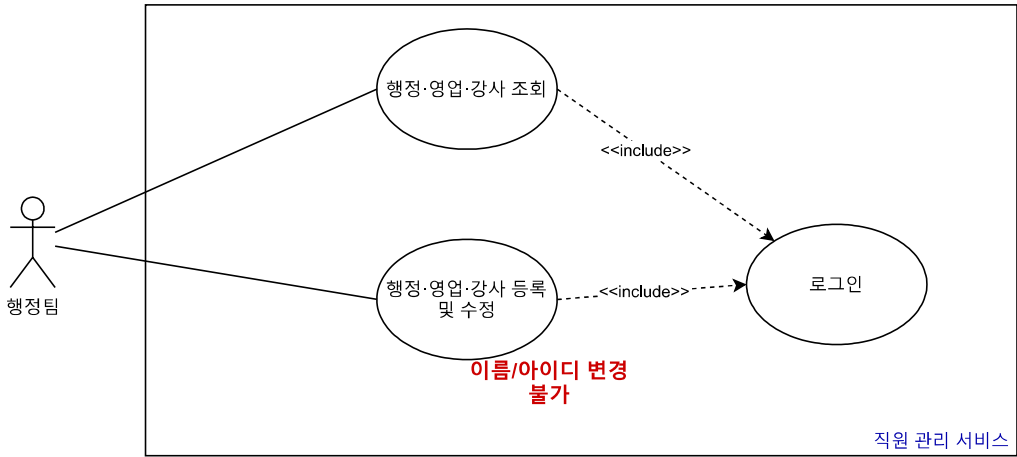 행정·영업·강사 조회
<<include>>
행정팀
행정·영업·강사 등록
및 수정
<<include>>
로그인
이름/아이디 변경
불가
직원 관리 서비스